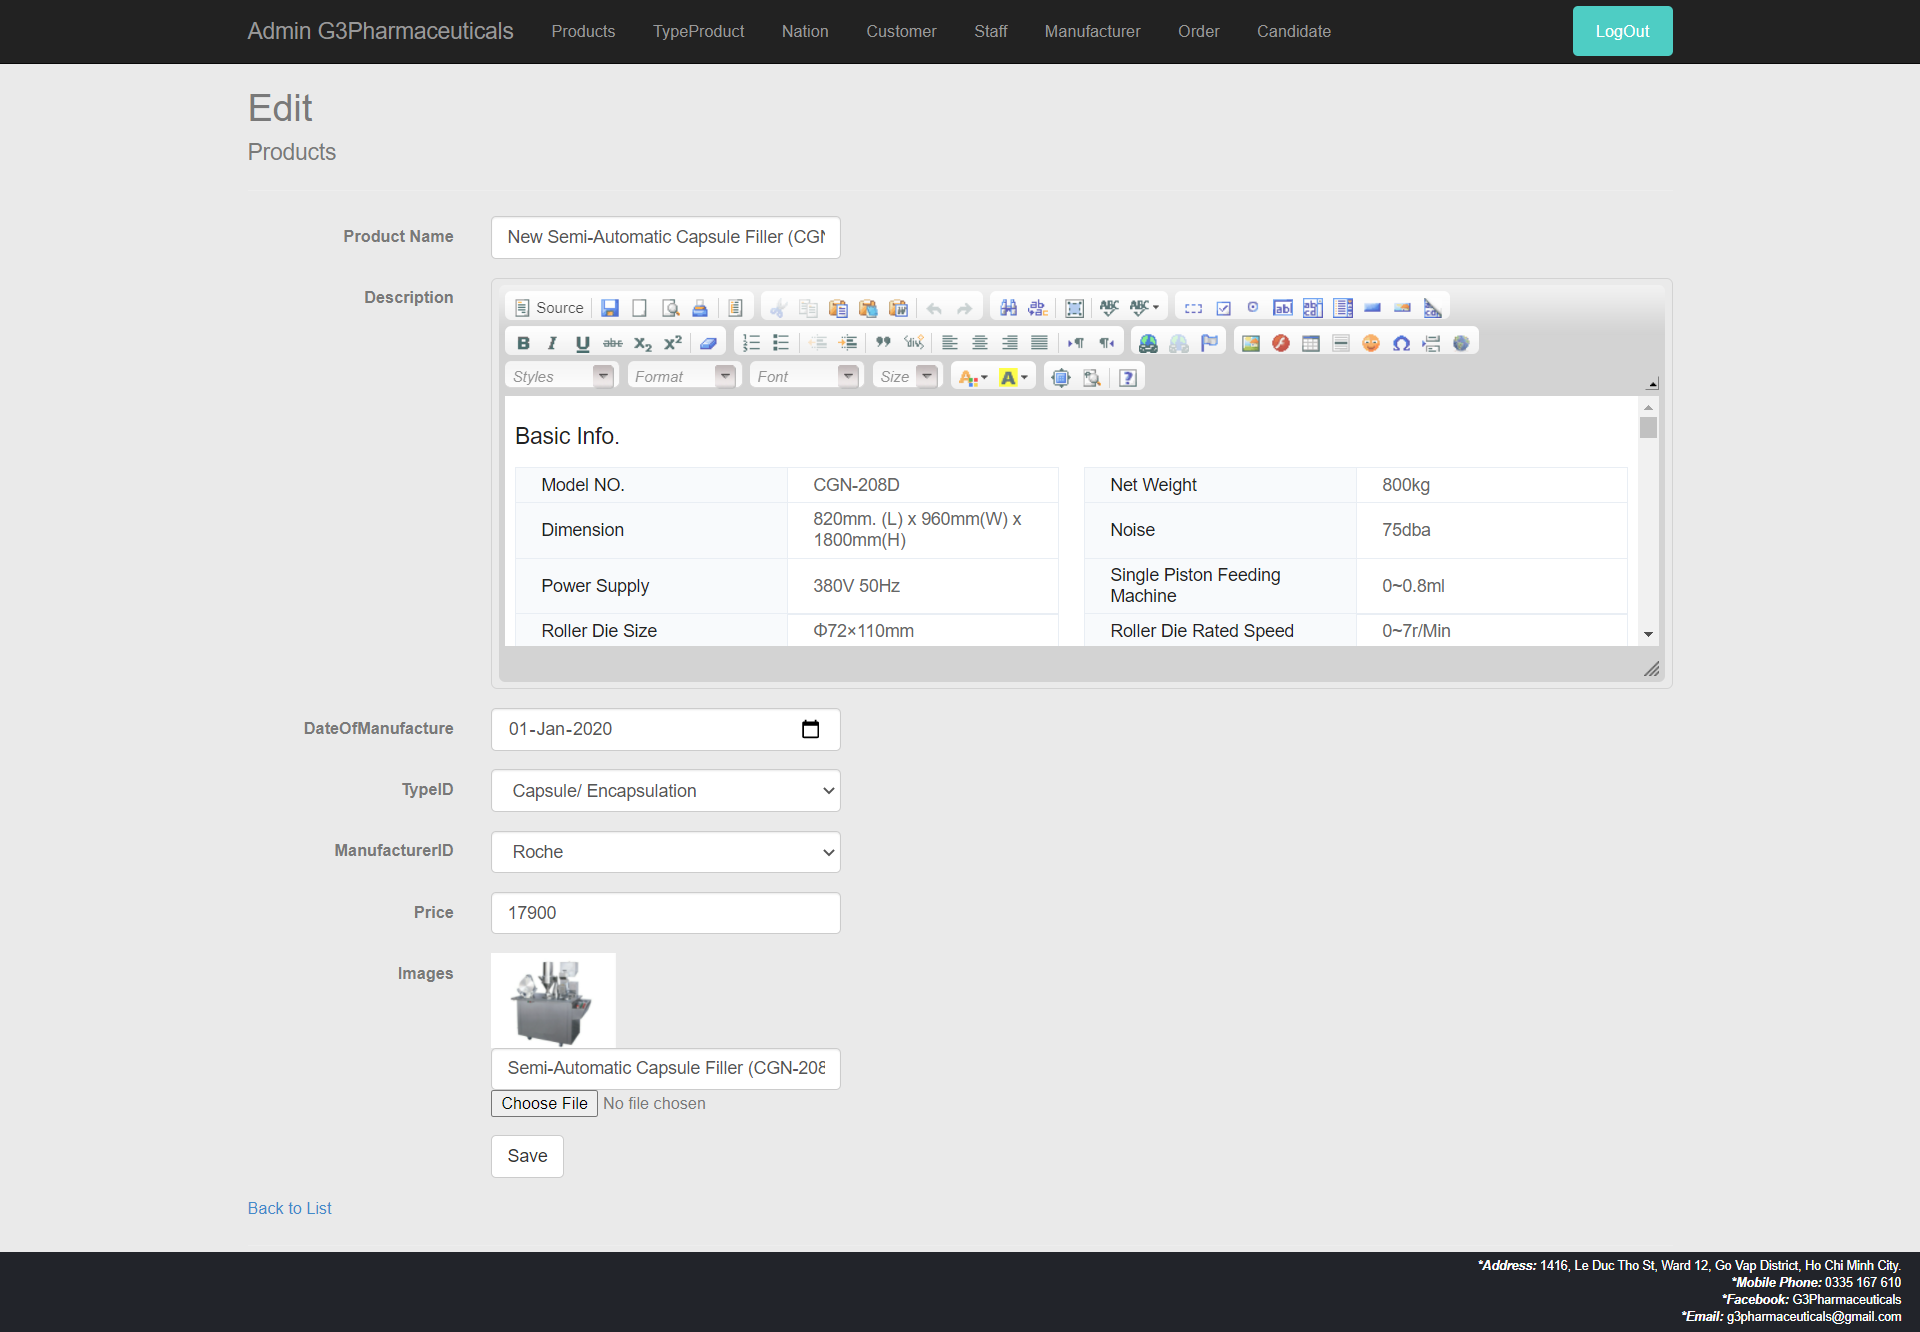 Admin G3Pharmaceuticals Products TypeProduct Nation Customer Staff Manufacturer Order Candidate LogOut
Edit
Products
Product Name New Semi-Automatic Capsule Filler (CGN
Description
Source
Styles Format Font Size
Basic Info.
Model NO. CGN-208D Net Weight 800kg
Dimension 820mm. (L) x 960mm(W) x 1800mm(H) Noise 75dba
Power Supply 380V 50Hz Single Piston Feeding Machine 0~0.8ml
Roller Die Size Φ72×110mm Roller Die Rated Speed 0~7r/Min
DateOfManufacture 01-Jan-2020
TypeID Capsule/ Encapsulation
ManufacturerID Roche
Price 17900
Images
Semi-Automatic Capsule Filler (CGN-208
Choose File No file chosen
Save
Back to List
*Address: 1416, Le Duc Tho St, Ward 12, Go Vap District, Ho Chi Minh City.
*Mobile Phone: 0335 167 610
*Facebook: G3Pharmaceuticals
*Email: g3pharmaceuticals@gmail.com